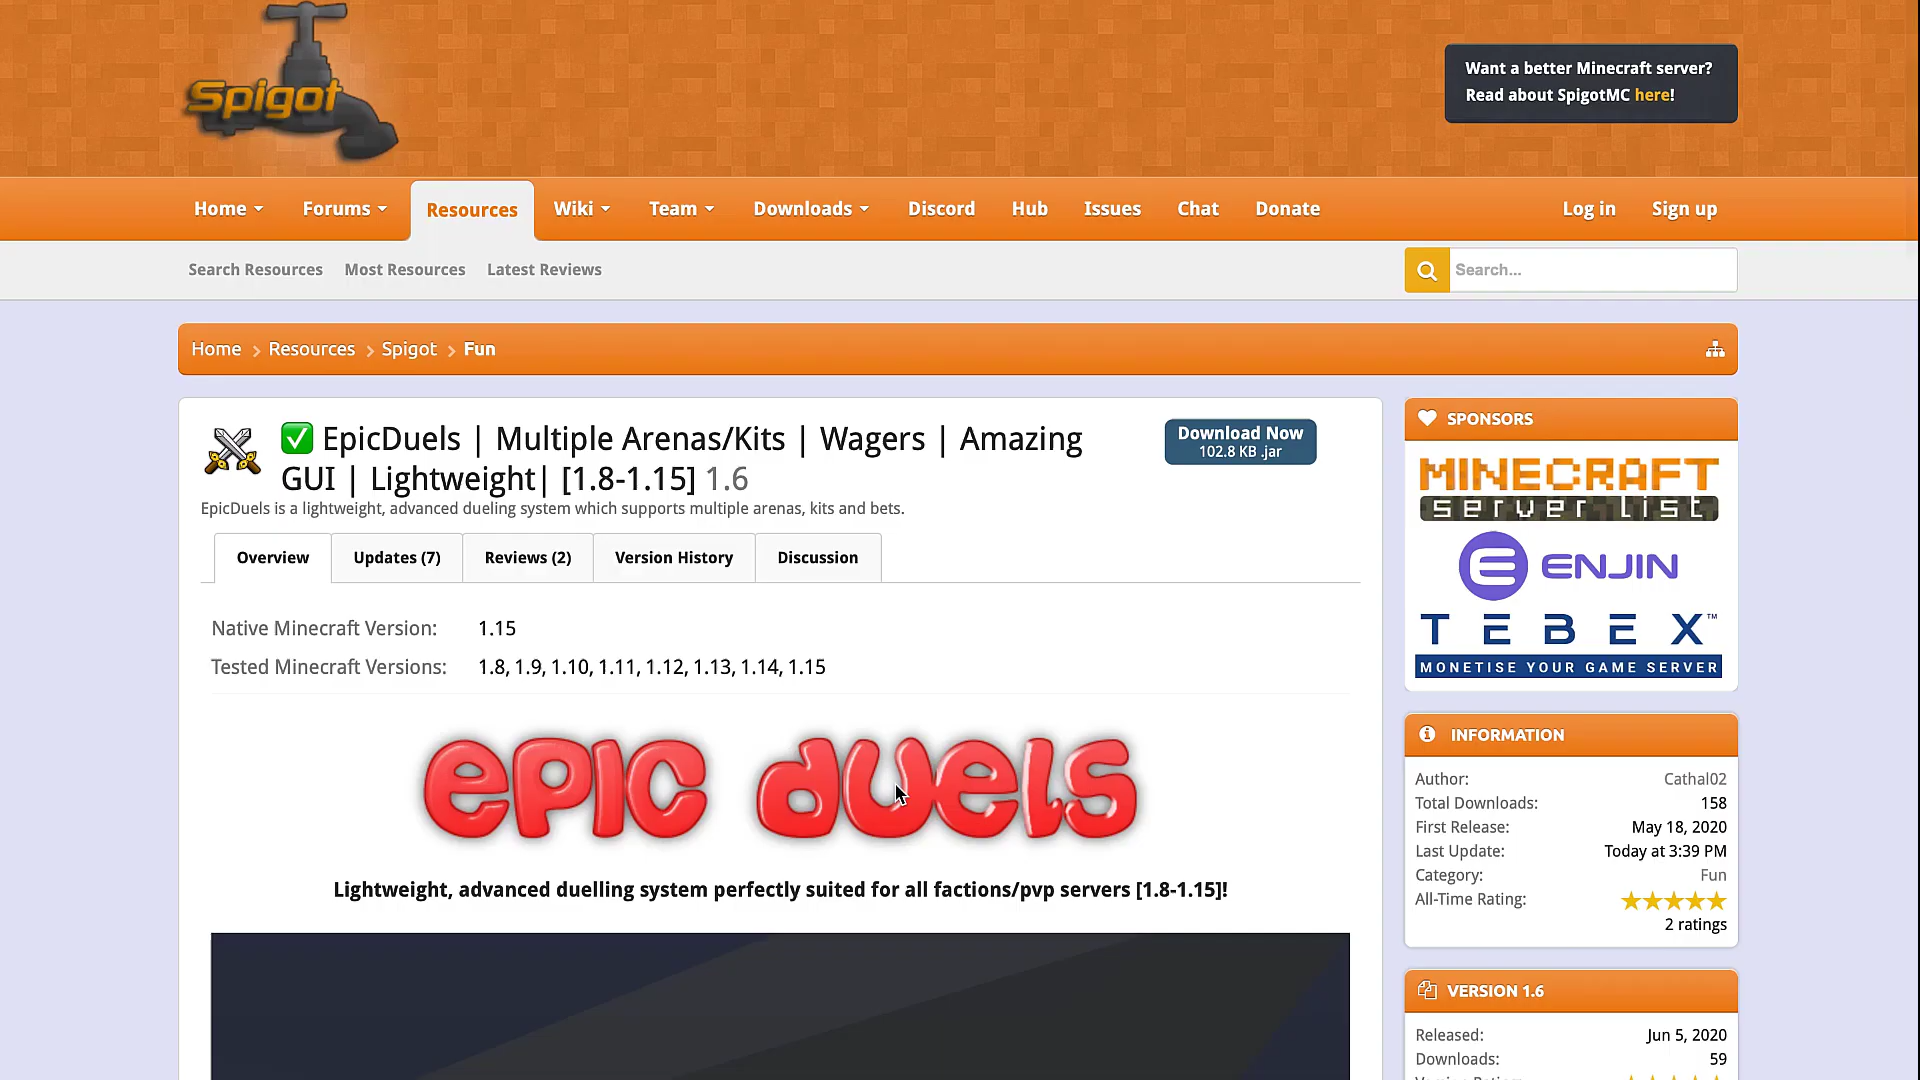 Spigot
Want a better Minecraft server?
Read about SpigotMC here!
Home Forums Resources Wiki Team Downloads Discord Hub Issues Chat Donate Log in Sign up
Search Resources Most Resources Latest Reviews Search...
Home Resources Spigot Fun
EpicDuels | Multiple Arenas/Kits | Wagers | Amazing
GUI | Lightweight| [1.8-1.15] 1.6
Download Now
102.8 KB .jar
EpicDuels is a lightweight, advanced dueling system which supports multiple arenas, kits and bets.
Overview Updates (7) Reviews (2) Version History Discussion
Native Minecraft Version: 1.15
Tested Minecraft Versions: 1.8, 1.9, 1.10, 1.11, 1.12, 1.13, 1.14, 1.15
epic duels
Lightweight, advanced duelling system perfectly suited for all factions/pvp servers [1.8-1.15]!
SPONSORS
MINECRAFT
server list
ENJIN
TEBEX™
MONETISE YOUR GAME SERVER
INFORMATION
Author: Cathal02
Total Downloads: 158
First Release: May 18, 2020
Last Update: Today at 3:39 PM
Category: Fun
All-Time Rating:
2 ratings
VERSION 1.6
Released: Jun 5, 2020
Downloads: 59